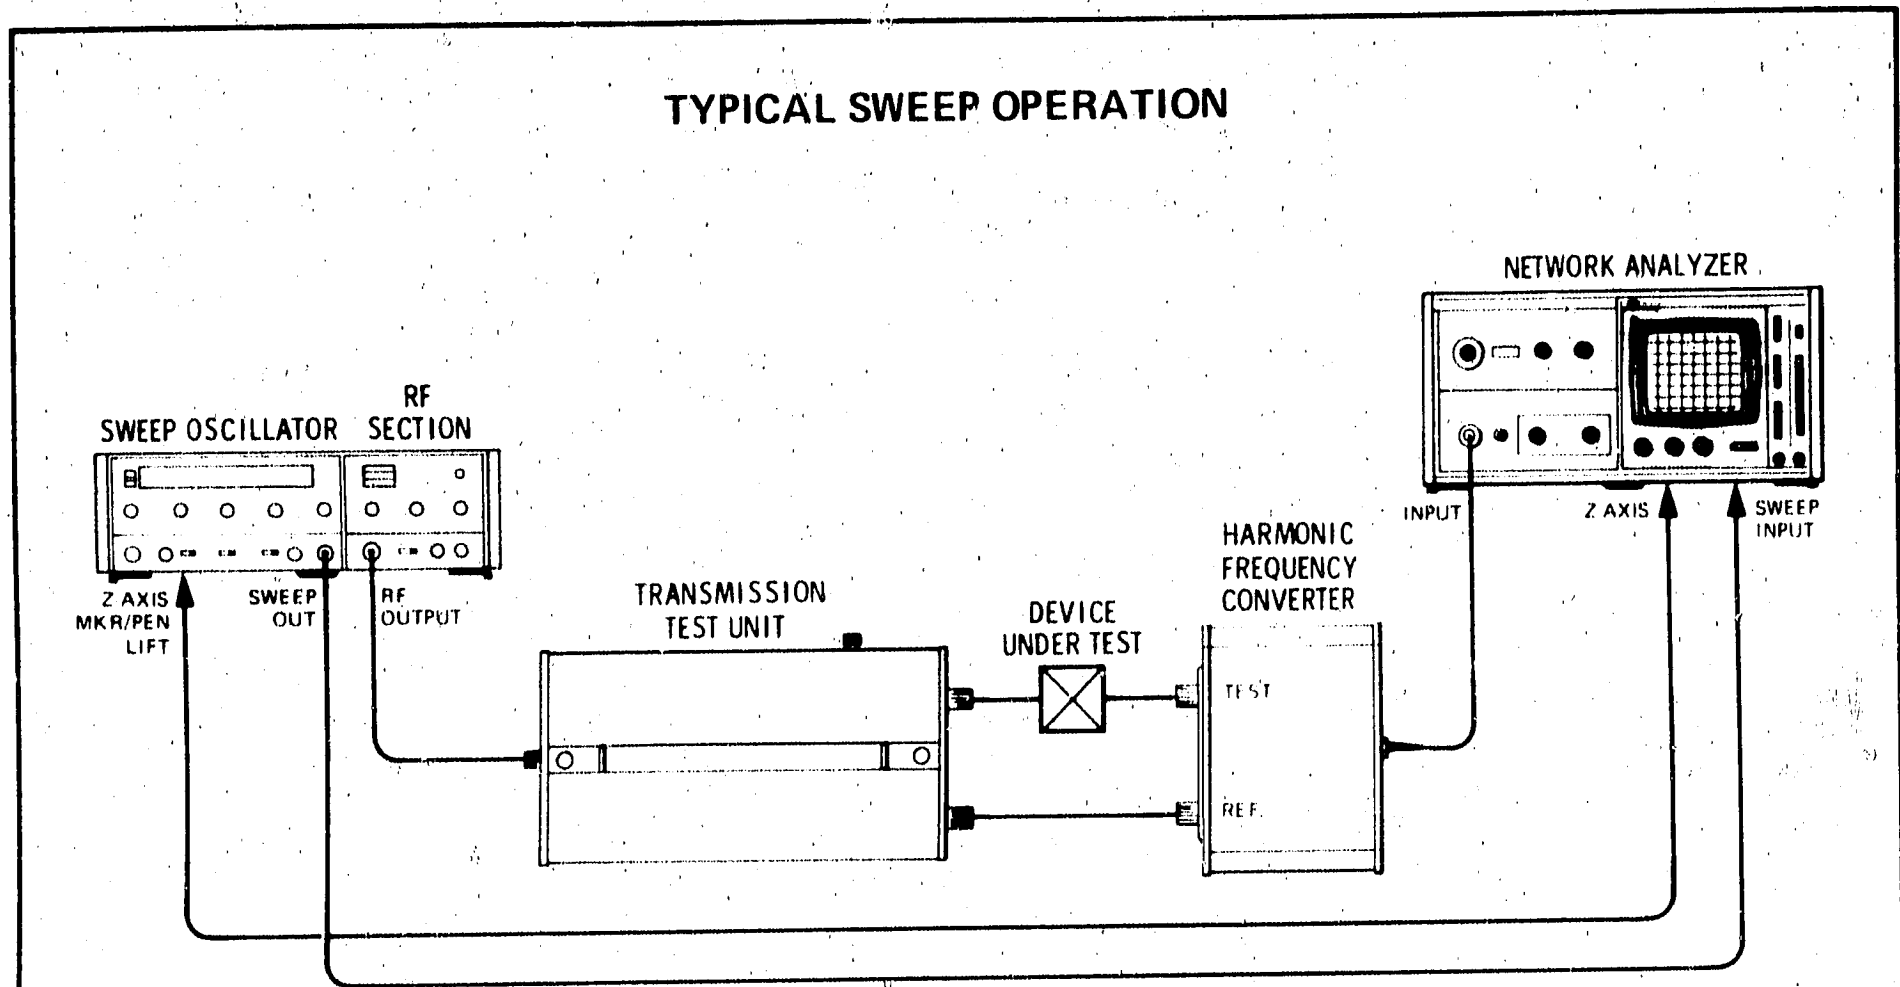 TYPICAL SWEEP OPERATION
NETWORK ANALYZER
RF
SWEEP OSCILLATOR SECTION
INPUT
Z AXIS
SWEEP
INPUT
HARMONIC
FREQUENCY
CONVERTER
Z AXIS
MKR/PEN
LIFT
SWEEP
OUT
RF
OUTPUT
TRANSMISSION
TEST UNIT
DEVICE
UNDER TEST
TEST
REF.